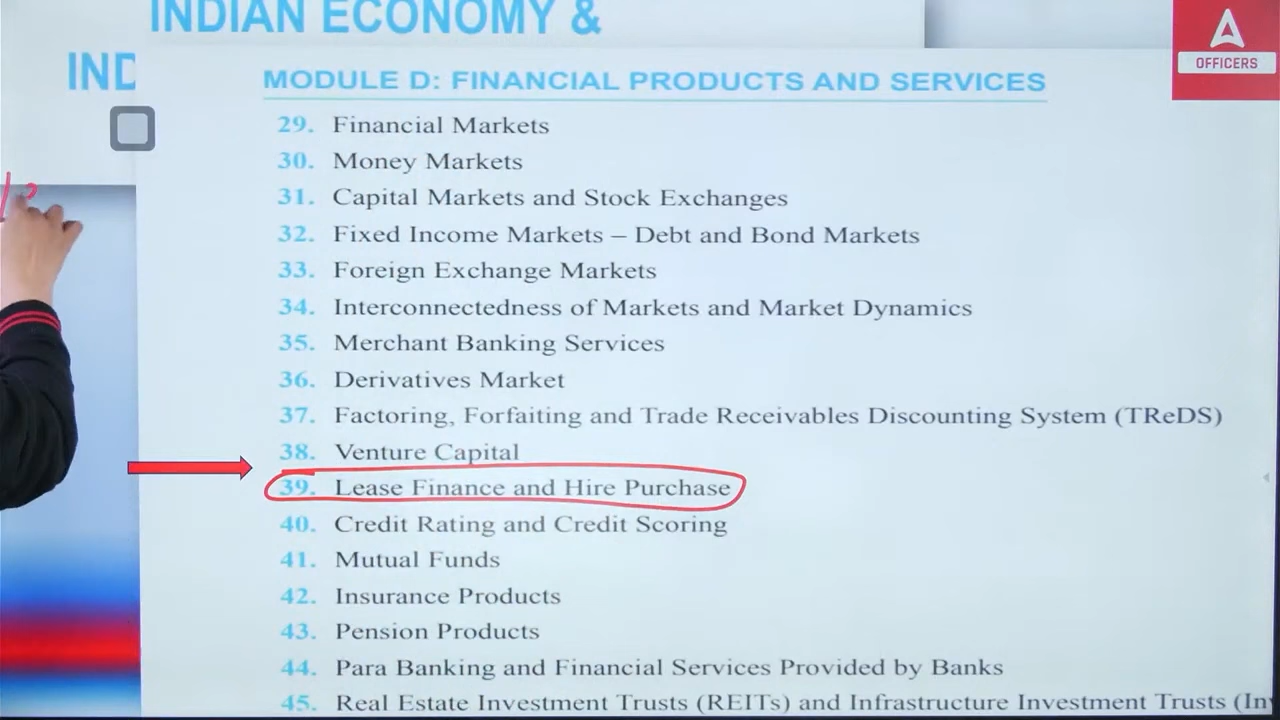 INDIAN ECONOMY &
IND
OFFICERS
MODULE D: FINANCIAL PRODUCTS AND SERVICES
29. Financial Markets
30. Money Markets
31. Capital Markets and Stock Exchanges
32. Fixed Income Markets – Debt and Bond Markets
33. Foreign Exchange Markets
34. Interconnectedness of Markets and Market Dynamics
35. Merchant Banking Services
36. Derivatives Market
37. Factoring, Forfaiting and Trade Receivables Discounting System (TReDS)
38. Venture Capital
39. Lease Finance and Hire Purchase
40. Credit Rating and Credit Scoring
41. Mutual Funds
42. Insurance Products
43. Pension Products
44. Para Banking and Financial Services Provided by Banks
45. Real Estate Investment Trusts (REITs) and Infrastructure Investment Trusts (In